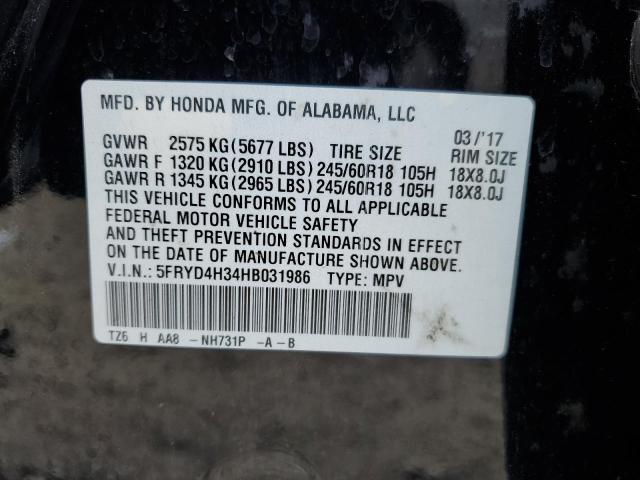 MFD. BY HONDA MFG. OF ALABAMA, LLC
03/'17
GVWR 2575 KG (5677 LBS) TIRE SIZE RIM SIZE
GAWR F 1320 KG (2910 LBS) 245/60R18 105H 18X8.0J
GAWR R 1345 KG (2965 LBS) 245/60R18 105H 18X8.0J
THIS VEHICLE CONFORMS TO ALL APPLICABLE
FEDERAL MOTOR VEHICLE SAFETY
AND THEFT PREVENTION STANDARDS IN EFFECT
ON THE DATE OF MANUFACTURE SHOWN ABOVE.
V.I.N.: 5FRYD4H34HB031986 TYPE: MPV
TZ6 H AA8 -NH731P -A-B